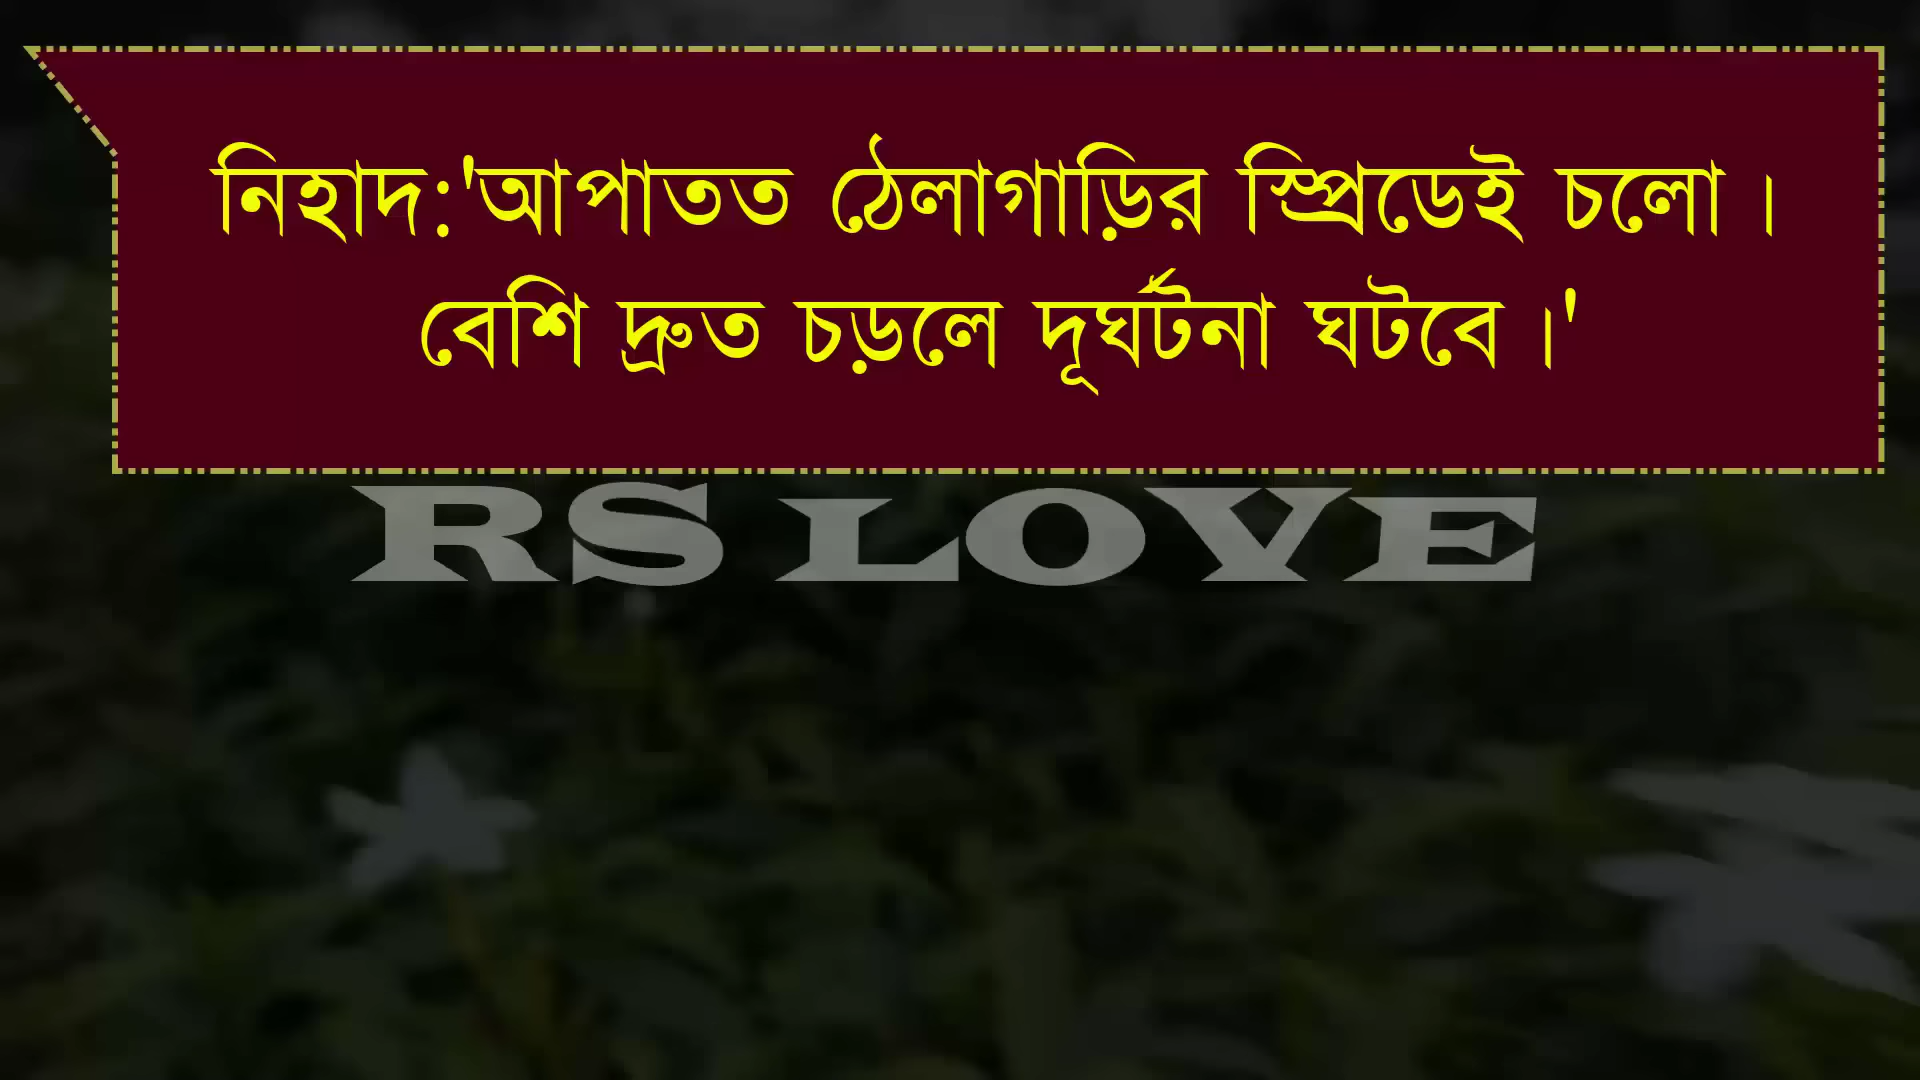 নিহাদ:'আপাতত ঠেলাগাড়ির স্প্রিডেই চলো।
বেশি দ্রুত চড়লে দূর্ঘটনা ঘটবে।'
RS LOVE